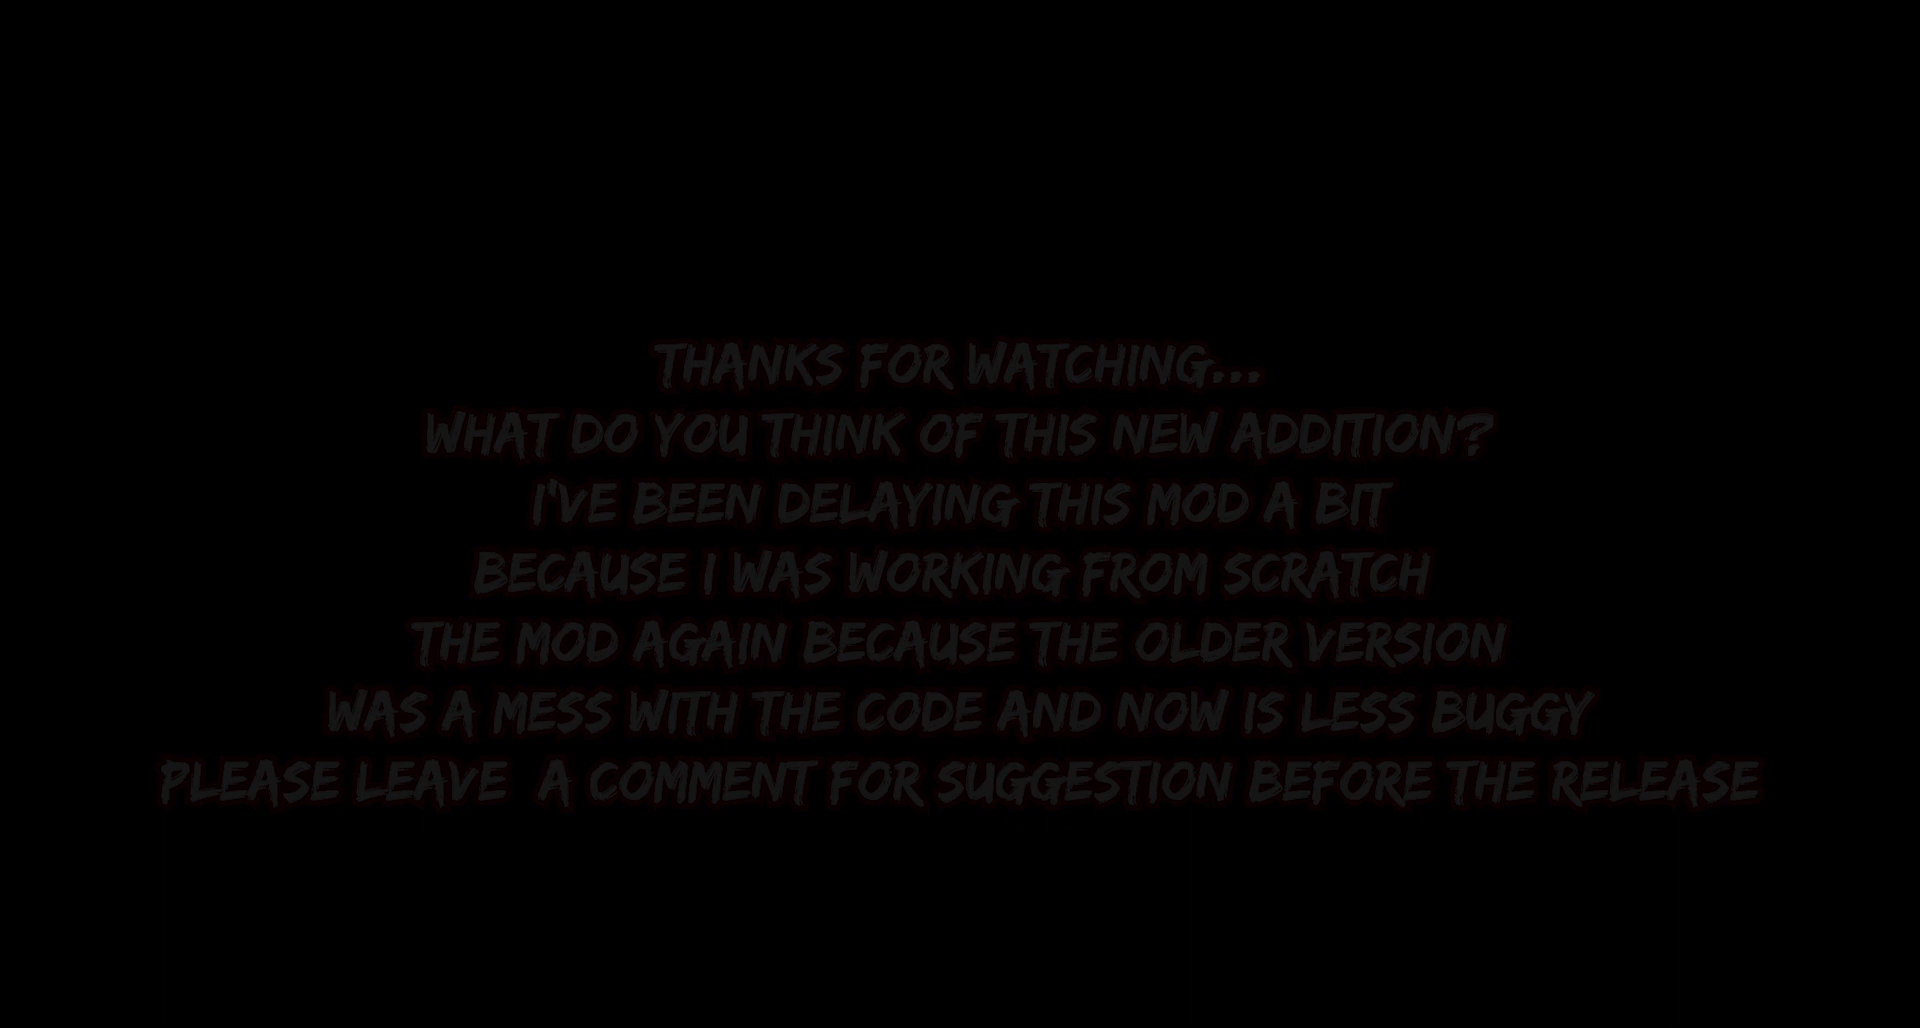 THANKS FOR WATCHING...
WHAT DO YOU THINK OF THIS NEW ADDITION?
I'VE BEEN DELAYING THIS MOD A BIT
BECAUSE I WAS WORKING FROM SCRATCH
THE MOD AGAIN BECAUSE THE OLDER VERSION
WAS A MESS WITH THE CODE AND NOW IS LESS BUGGY
PLEASE LEAVE  A COMMENT FOR SUGGESTION BEFORE THE RELEASE